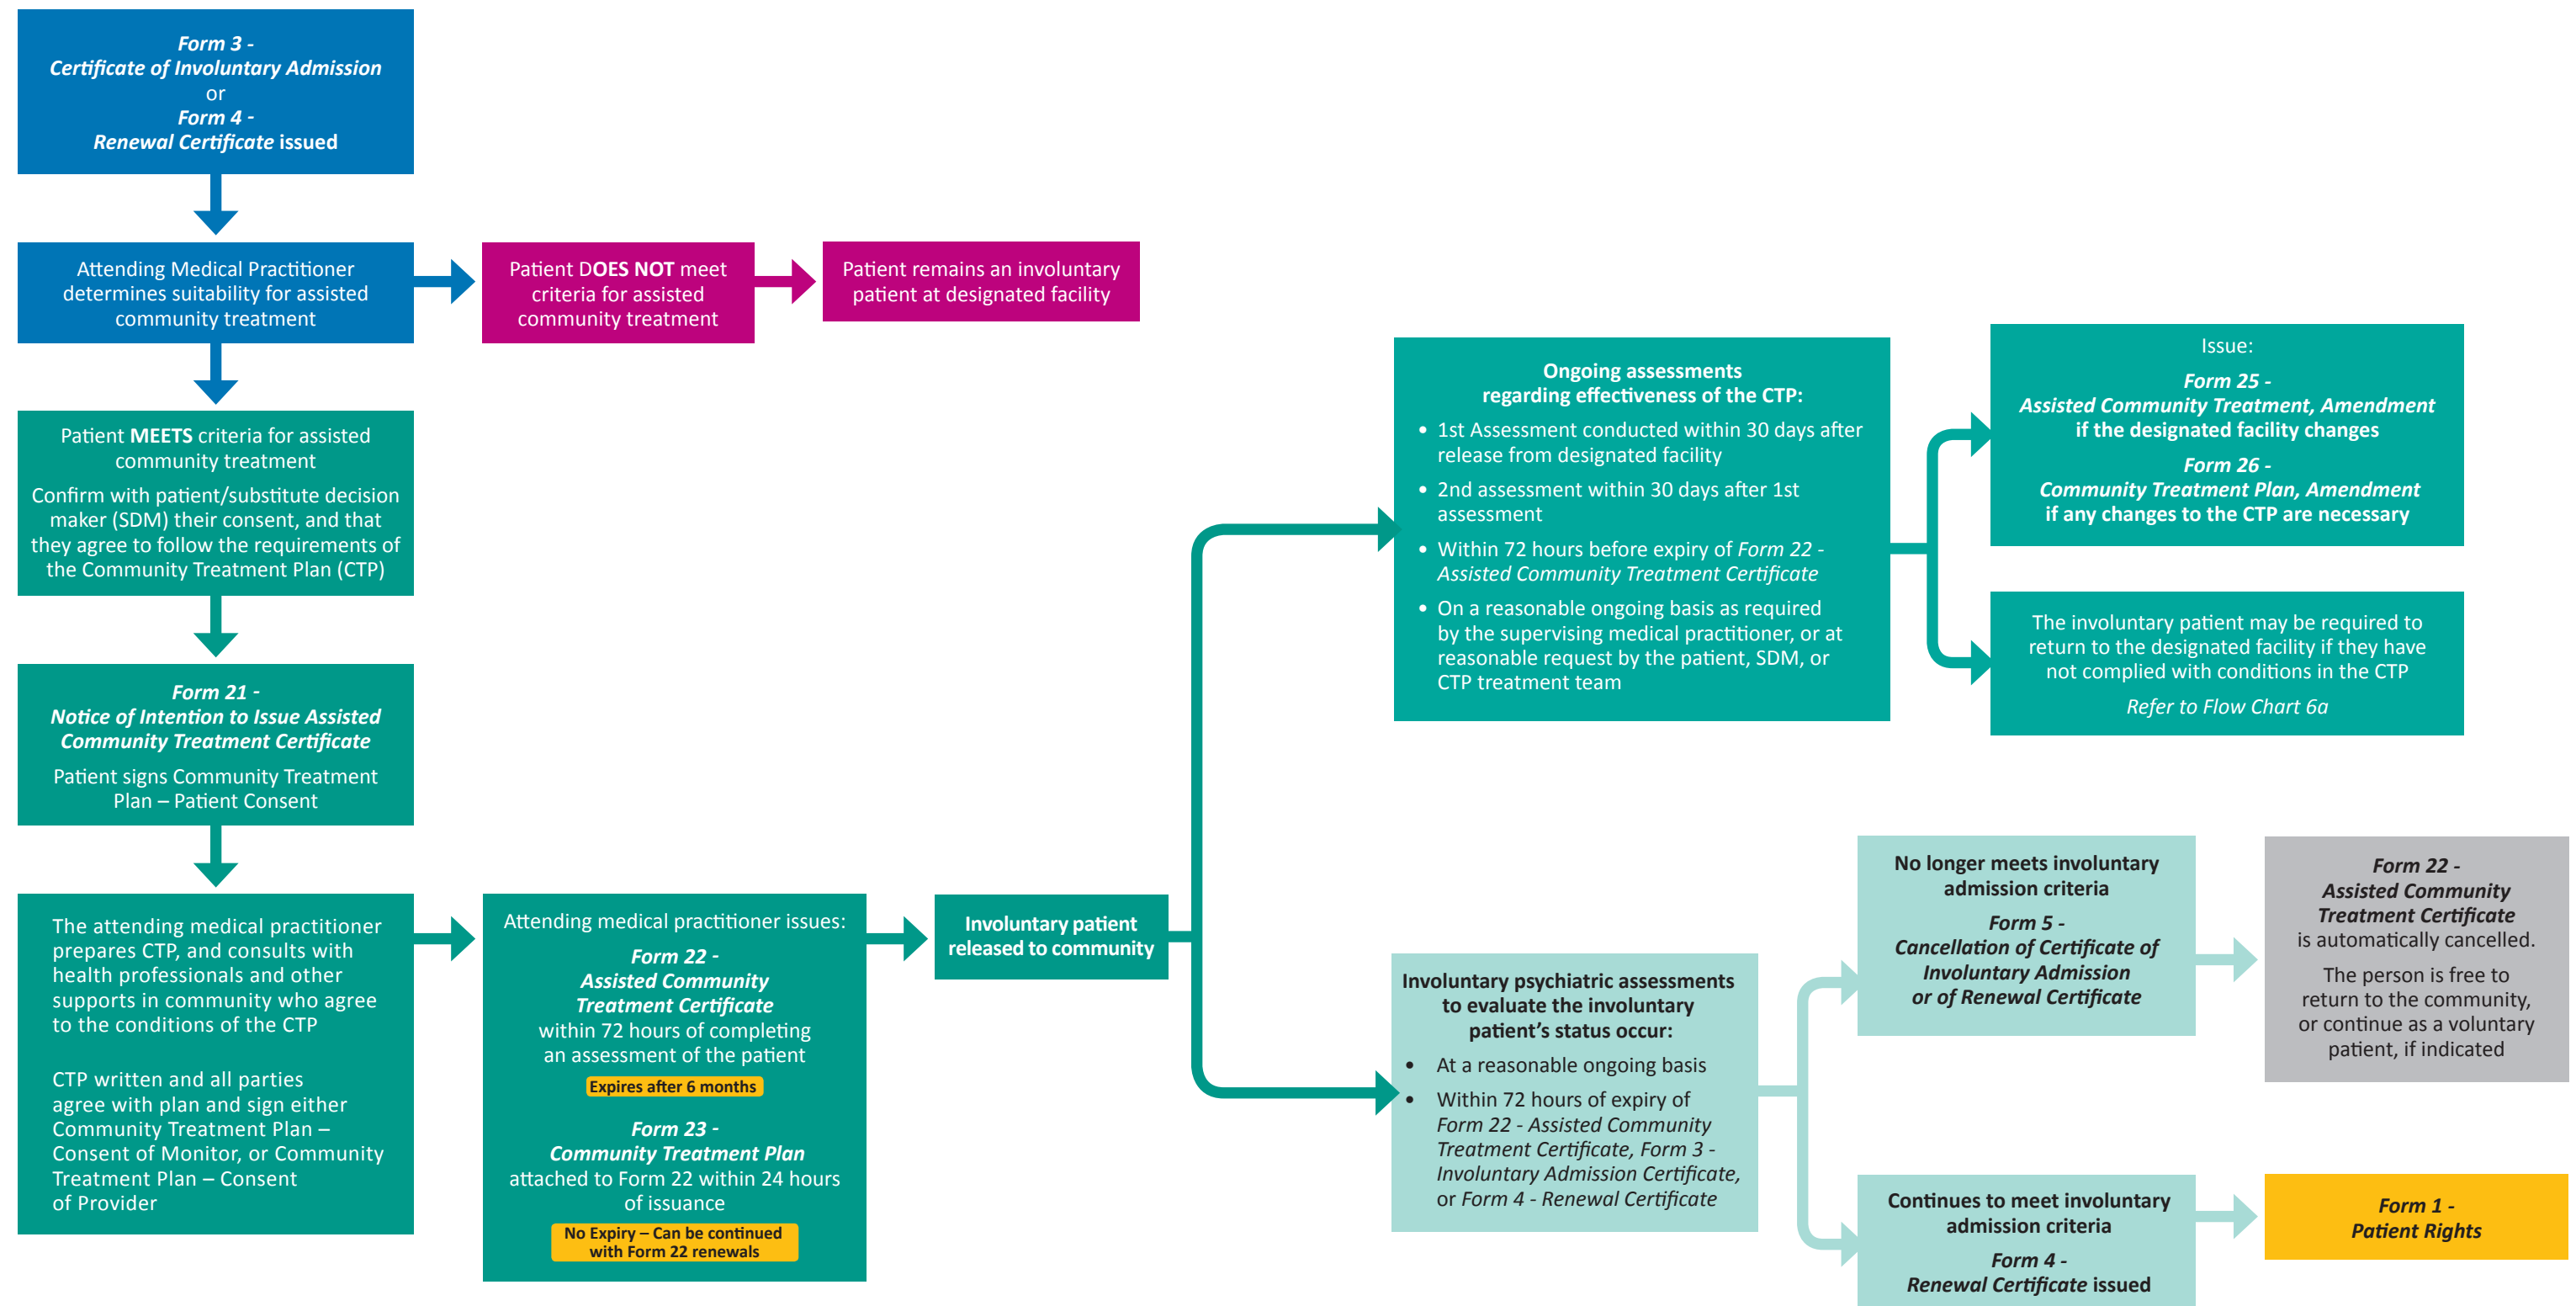 Form 3 -
Certificate of Involuntary Admission
or
Form 4 -
Renewal Certificate issued
Attending Medical Practitioner
determines suitability for assisted
community treatment
Patient DOES NOT meet
criteria for assisted
community treatment
Patient remains an involuntary
patient at designated facility
Patient MEETS criteria for assisted
community treatment
Confirm with patient/substitute decision
maker (SDM) their consent, and that
they agree to follow the requirements of
the Community Treatment Plan (CTP)
Form 21 -
Notice of Intention to Issue Assisted
Community Treatment Certificate
Patient signs Community Treatment
Plan – Patient Consent
The attending medical practitioner
prepares CTP, and consults with
health professionals and other
supports in community who agree
to the conditions of the CTP
CTP written and all parties
agree with plan and sign either
Community Treatment Plan –
Consent of Monitor, or Community
Treatment Plan – Consent
of Provider
Attending medical practitioner issues:
Form 22 -
Assisted Community
Treatment Certificate
within 72 hours of completing
an assessment of the patient
Expires after 6 months
Form 23 -
Community Treatment Plan
attached to Form 22 within 24 hours
of issuance
No Expiry – Can be continued
with Form 22 renewals
Involuntary patient
released to community
Ongoing assessments
regarding effectiveness of the CTP:
• 1st Assessment conducted within 30 days after
release from designated facility
• 2nd assessment within 30 days after 1st
assessment
• Within 72 hours before expiry of Form 22 -
Assisted Community Treatment Certificate
• On a reasonable ongoing basis as required
by the supervising medical practitioner, or at
reasonable request by the patient, SDM, or
CTP treatment team
Issue:
Form 25 -
Assisted Community Treatment, Amendment
if the designated facility changes
Form 26 -
Community Treatment Plan, Amendment
if any changes to the CTP are necessary
The involuntary patient may be required to
return to the designated facility if they have
not complied with conditions in the CTP
Refer to Flow Chart 6a
Involuntary psychiatric assessments
to evaluate the involuntary
patient's status occur:
• At a reasonable ongoing basis
• Within 72 hours of expiry of
Form 22 - Assisted Community
Treatment Certificate, Form 3 -
Involuntary Admission Certificate,
or Form 4 - Renewal Certificate
No longer meets involuntary
admission criteria
Form 5 -
Cancellation of Certificate of
Involuntary Admission
or of Renewal Certificate
Form 22 -
Assisted Community
Treatment Certificate
is automatically cancelled.
The person is free to
return to the community,
or continue as a voluntary
patient, if indicated
Continues to meet involuntary
admission criteria
Form 4 -
Renewal Certificate issued
Form 1 -
Patient Rights